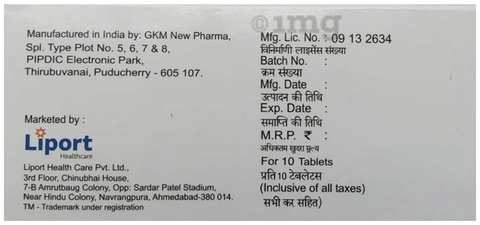 Manufactured in India by: GKM New Pharma,
Spl. Type Plot No. 5, 6, 7 & 8,
PIPDIC Electronic Park,
Thirubuvanai, Puducherry - 605 107.
Marketed by :
Liport
Healthcare
Liport Health Care Pvt. Ltd.,
3rd Floor, Chinubhai House,
7-B Amrutbaug Colony, Opp: Sardar Patel Stadium,
Near Hindu Colony, Navrangpura, Ahmedabad-380 014.
TM - Trademark under registration
©1mg
Mfg. Lic. No. : 09 13 2634
विनिर्माणी लाइसेंस संख्या
Batch No. :
क्रम संख्या
Mfg. Date :
उत्पादन की तिथि
Exp. Date :
समाप्ति की तिथि
M.R.P. ₹ :
अधिकतम खुदरा मूल्य
For 10 Tablets
प्रति 10 टेबलेटस
(Inclusive of all taxes)
सभी कर सहित)